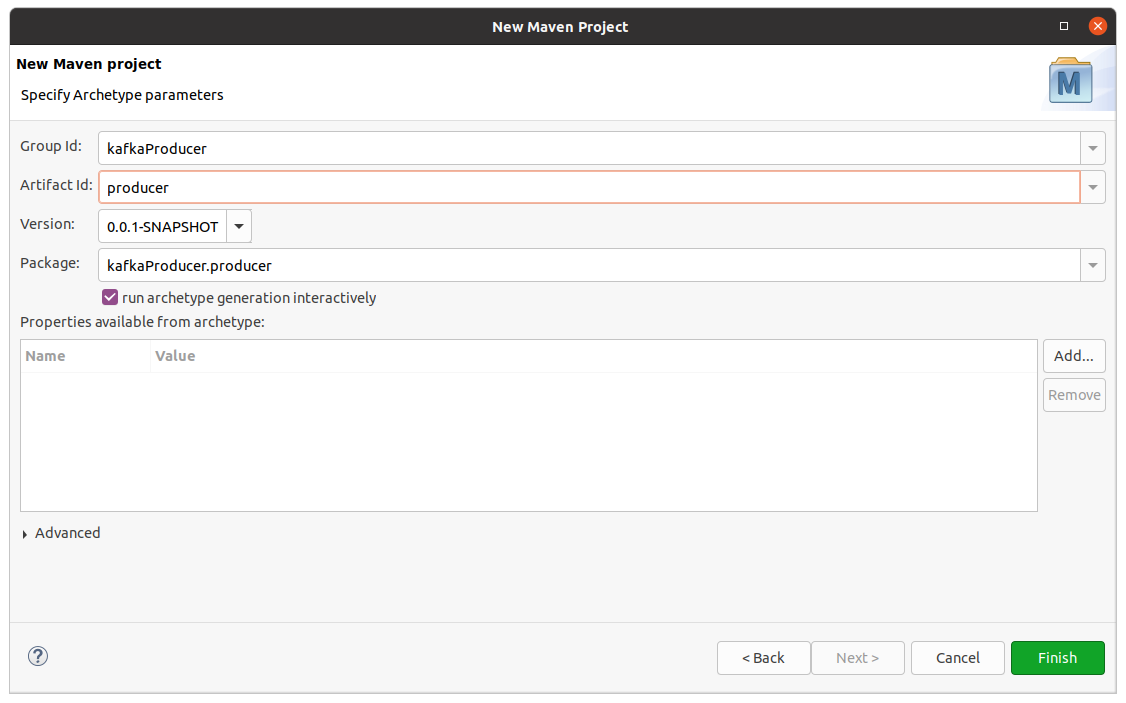 New Maven Project
New Maven project
Specify Archetype parameters
M
Group Id: kafkaProducer
Artifact Id: producer
Version: 0.0.1-SNAPSHOT
Package: kafkaProducer.producer
run archetype generation interactively
Properties available from archetype:
Name Value
Add...
Remove
Advanced
? < Back Next > Cancel Finish